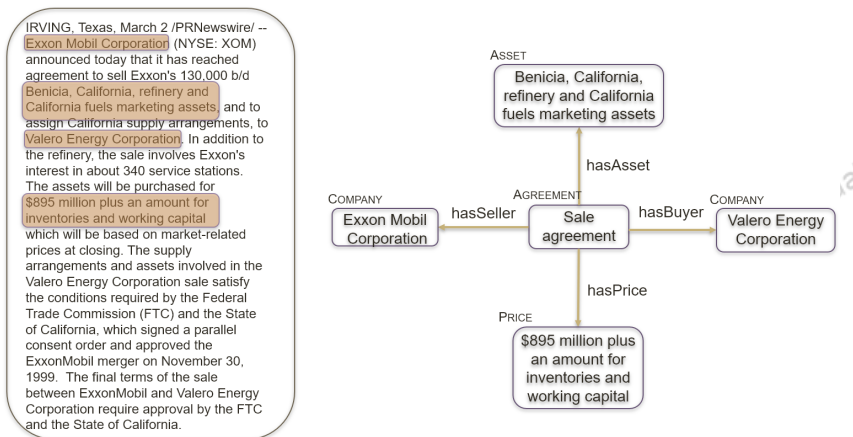 IRVING, Texas, March 2 /PRNewswire/ --
Exxon Mobil Corporation (NYSE: XOM)
announced today that it has reached
agreement to sell Exxon's 130,000 b/d
Benicia, California, refinery and
California fuels marketing assets, and to
assign California supply arrangements, to
Valero Energy Corporation. In addition to
the refinery, the sale involves Exxon's
interest in about 340 service stations.
The assets will be purchased for
$895 million plus an amount for
inventories and working capital
which will be based on market-related
prices at closing. The supply
arrangements and assets involved in the
Valero Energy Corporation sale satisfy
the conditions required by the Federal
Trade Commission (FTC) and the State
of California, which signed a parallel
consent order and approved the
ExxonMobil merger on November 30,
1999. The final terms of the sale
between ExxonMobil and Valero Energy
Corporation require approval by the FTC
and the State of California.
ASSET
Benicia, California,
refinery and California
fuels marketing assets
hasAsset
COMPANY
Exxon Mobil
Corporation
hasSeller
AGREEMENT
Sale
agreement
hasBuyer
COMPANY
Valero Energy
Corporation
hasPrice
PRICE
$895 million plus
an amount for
inventories and
working capital